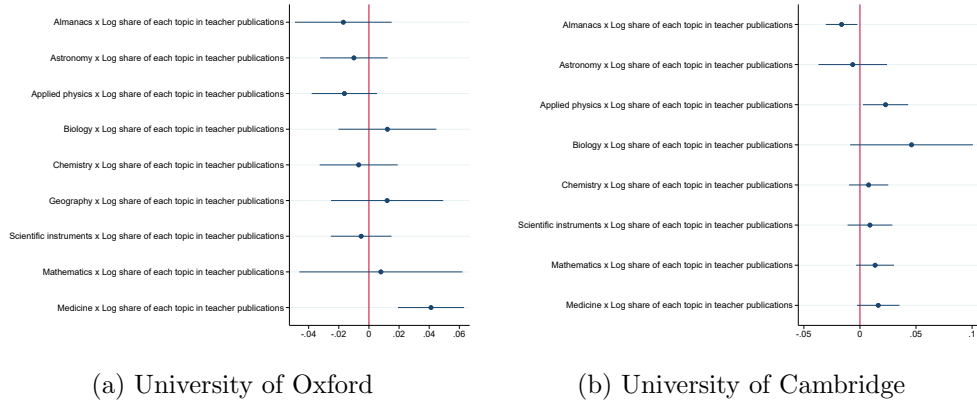 Almanacs x Log share of each topic in teacher publications
Astronomy x Log share of each topic in teacher publications
Applied physics x Log share of each topic in teacher publications
Biology x Log share of each topic in teacher publications
Chemistry x Log share of each topic in teacher publications
Geography x Log share of each topic in teacher publications
Scientific instruments x Log share of each topic in teacher publications
Mathematics x Log share of each topic in teacher publications
Medicine x Log share of each topic in teacher publications
-.04 -.02 0 .02 .04 .06
(a) University of Oxford
Almanacs x Log share of each topic in teacher publications
Astronomy x Log share of each topic in teacher publications
Applied physics x Log share of each topic in teacher publications
Biology x Log share of each topic in teacher publications
Chemistry x Log share of each topic in teacher publications
Scientific instruments x Log share of each topic in teacher publications
Mathematics x Log share of each topic in teacher publications
Medicine x Log share of each topic in teacher publications
-.05 0 .05 .1
(b) University of Cambridge